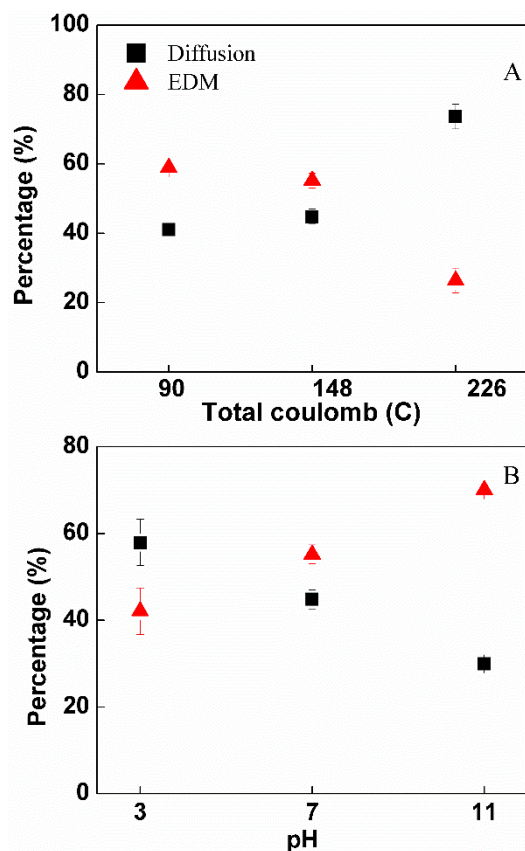 100
80
60
40
20
0
Percentage (%)
Diffusion
EDM
A
90 148 226
Total coulomb (C)
80
60
40
20
0
Percentage (%)
B
3 7 11
pH